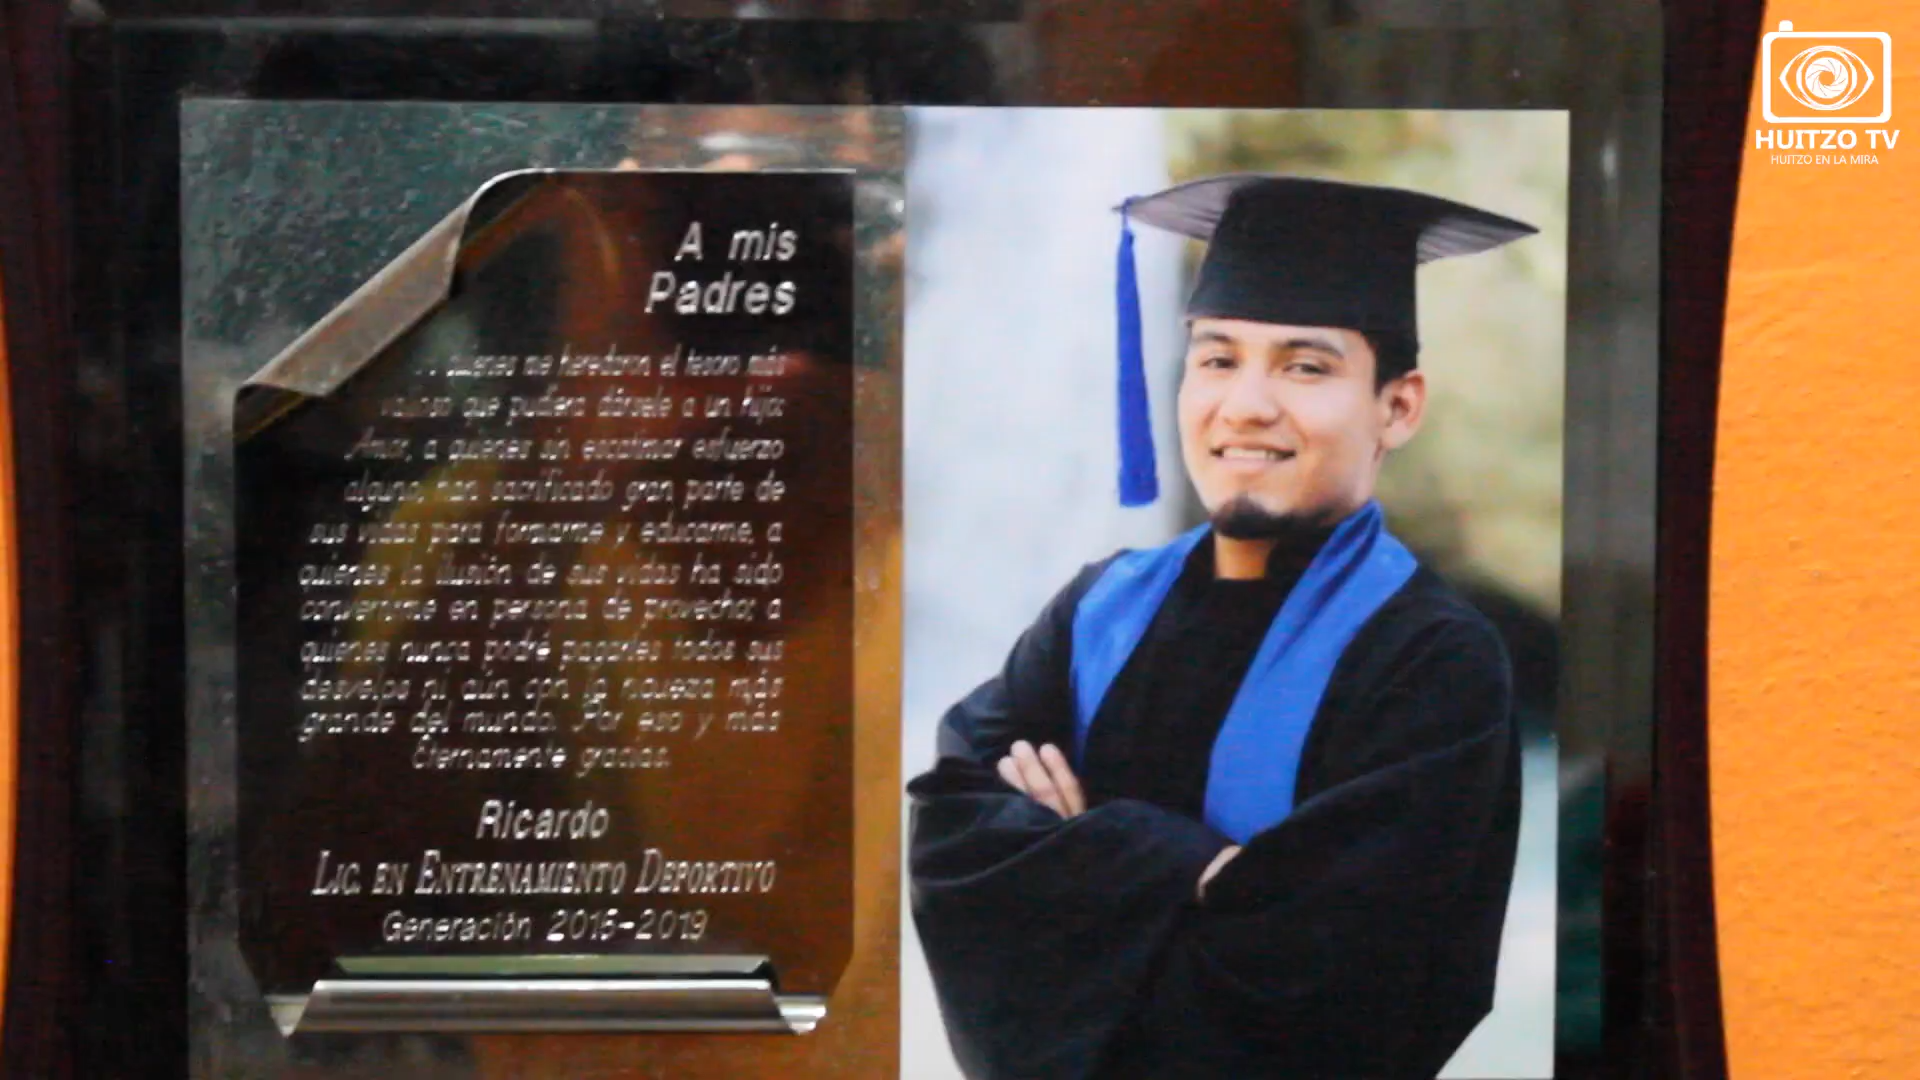 HUITZO TV
HUITZO EN LA MIRA
A mis
Padres
A quienes me heredaron el tesoro más
valioso que pudiera dársele a un hijo:
Amor, a quienes sin escatimar esfuerzo
alguno, han sacrificado gran parte de
sus vidas para formarme y educarme, a
quienes la ilusión de sus vidas ha sido
convertirme en persona de provecho; a
quienes nunca podré pagarles todos sus
desvelos ni aún con la riqueza más
grande del mundo. Por eso y más
Eternamente gracias.
Ricardo
Lic. en Entrenamiento Deportivo
Generación 2015-2019